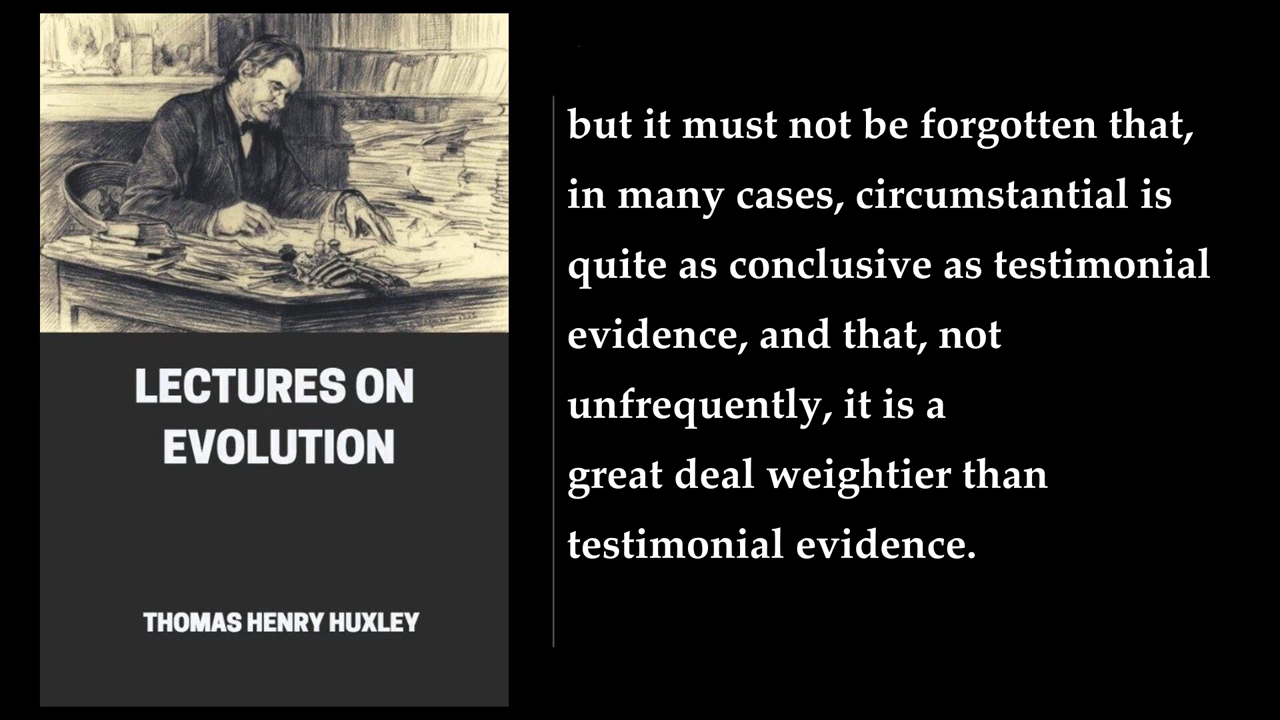 LECTURES ON
EVOLUTION
THOMAS HENRY HUXLEY
but it must not be forgotten that,
in many cases, circumstantial is
quite as conclusive as testimonial
evidence, and that, not
unfrequently, it is a
great deal weightier than
testimonial evidence.